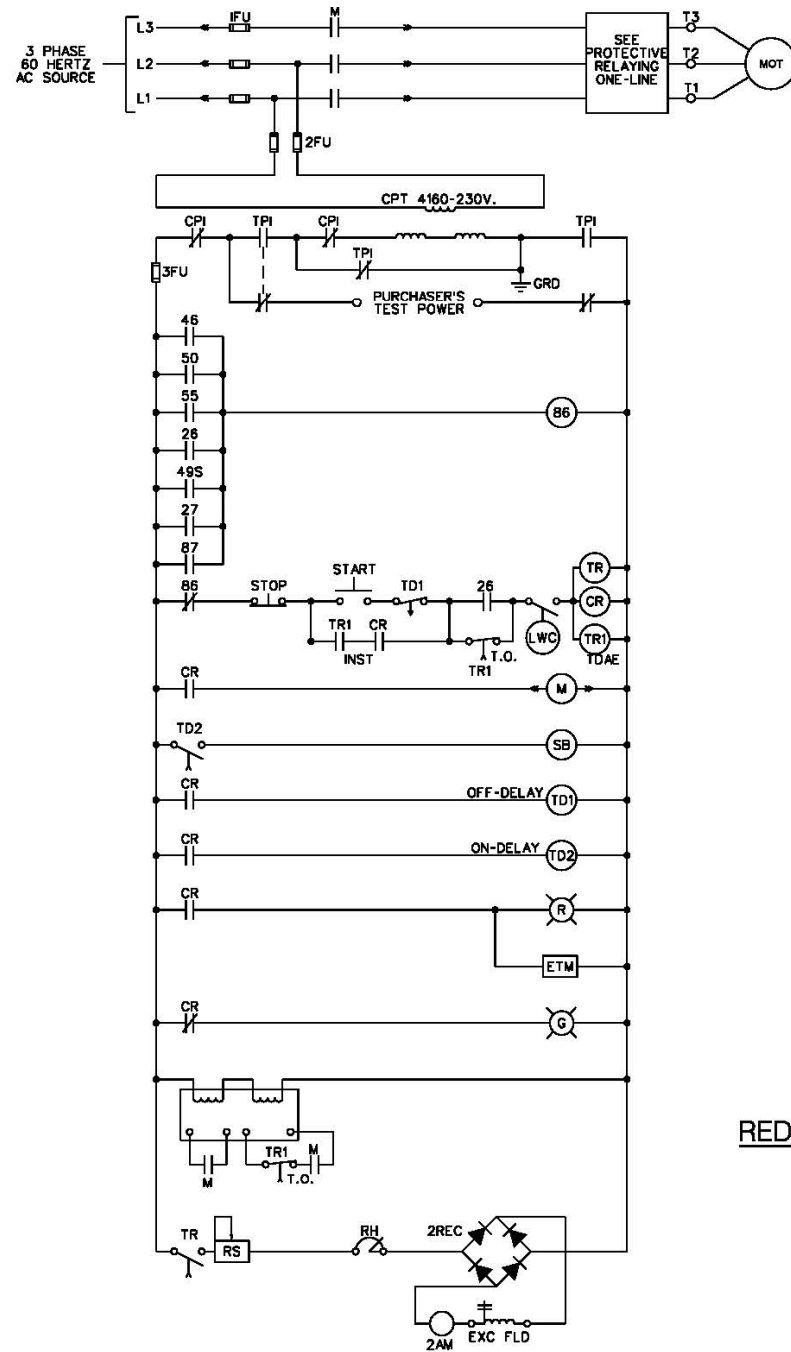 L3
1FU
M
T3
3 PHASE
60 HERTZ
AC SOURCE
L2
SEE
PROTECTIVE
RELAYING
ONE-LINE
T2
MOT
L1
T1
2FU
CPT 4160-230V.
CPI
TPI
CPI
TPI
TPI
3FU
GRD
PURCHASER'S
TEST POWER
46
50
55
86
26
49S
27
87
86
STOP
START
TD1
26
TR
CR
LWC
TR1
CR
INST
T.O.
TR1
TR1
TDAE
CR
M
TD2
SB
CR
OFF-DELAY
TD1
CR
ON-DELAY
TD2
CR
R
ETM
CR
G
RED
TR1
M
M
T.O.
TR
RS
RH
2REC
2AM
EXC FLD